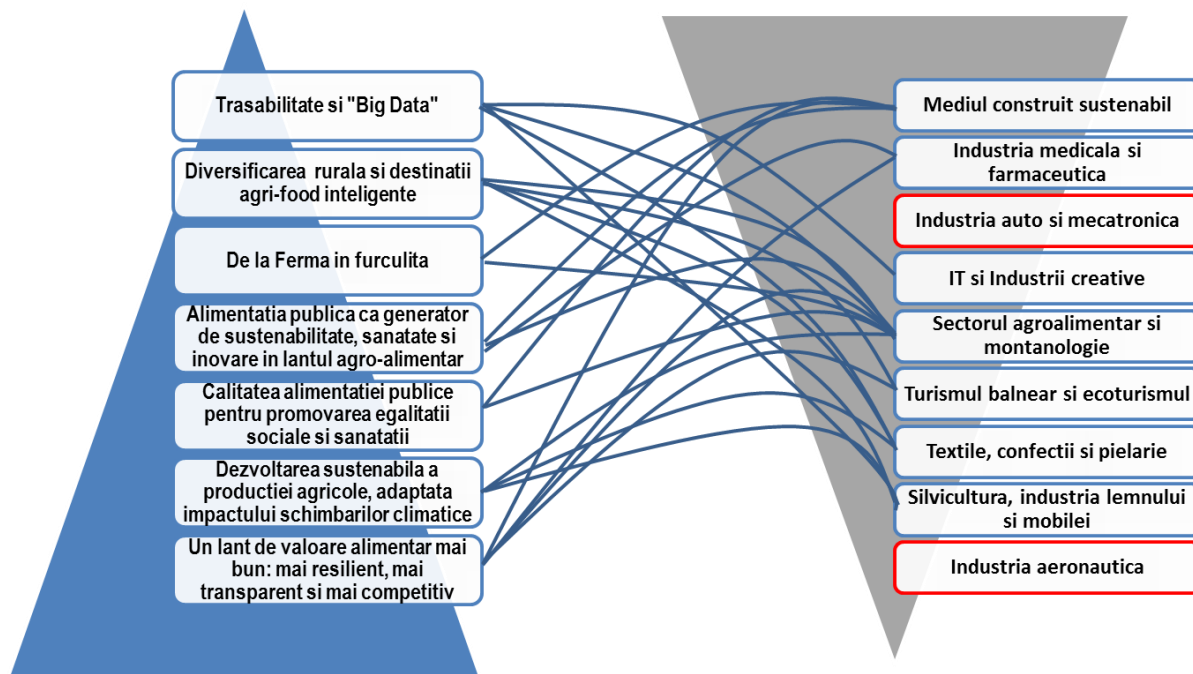 Trasabilitate si "Big Data"
Diversificarea rurala si destinatii
agri-food inteligente
De la Ferma in furculita
Alimentatia publica ca generator
de sustenabilitate, sanatate si
inovare in lantul agro-alimentar
Calitatea alimentatiei publice
pentru promovarea egalitatii
sociale si sanatatii
Dezvoltarea sustenabila a
productiei agricole, adaptata
impactului schimbarilor climatice
Un lant de valoare alimentar mai
bun: mai resilient, mai
transparent si mai competitiv
Mediul construit sustenabil
Industria medicala si
farmaceutica
Industria auto si mecatronica
IT si Industrii creative
Sectorul agroalimentar si
montanologie
Turismul balnear si ecoturismul
Textile, confectii si pielarie
Silvicultura, industria lemnului
si mobilei
Industria aeronautica